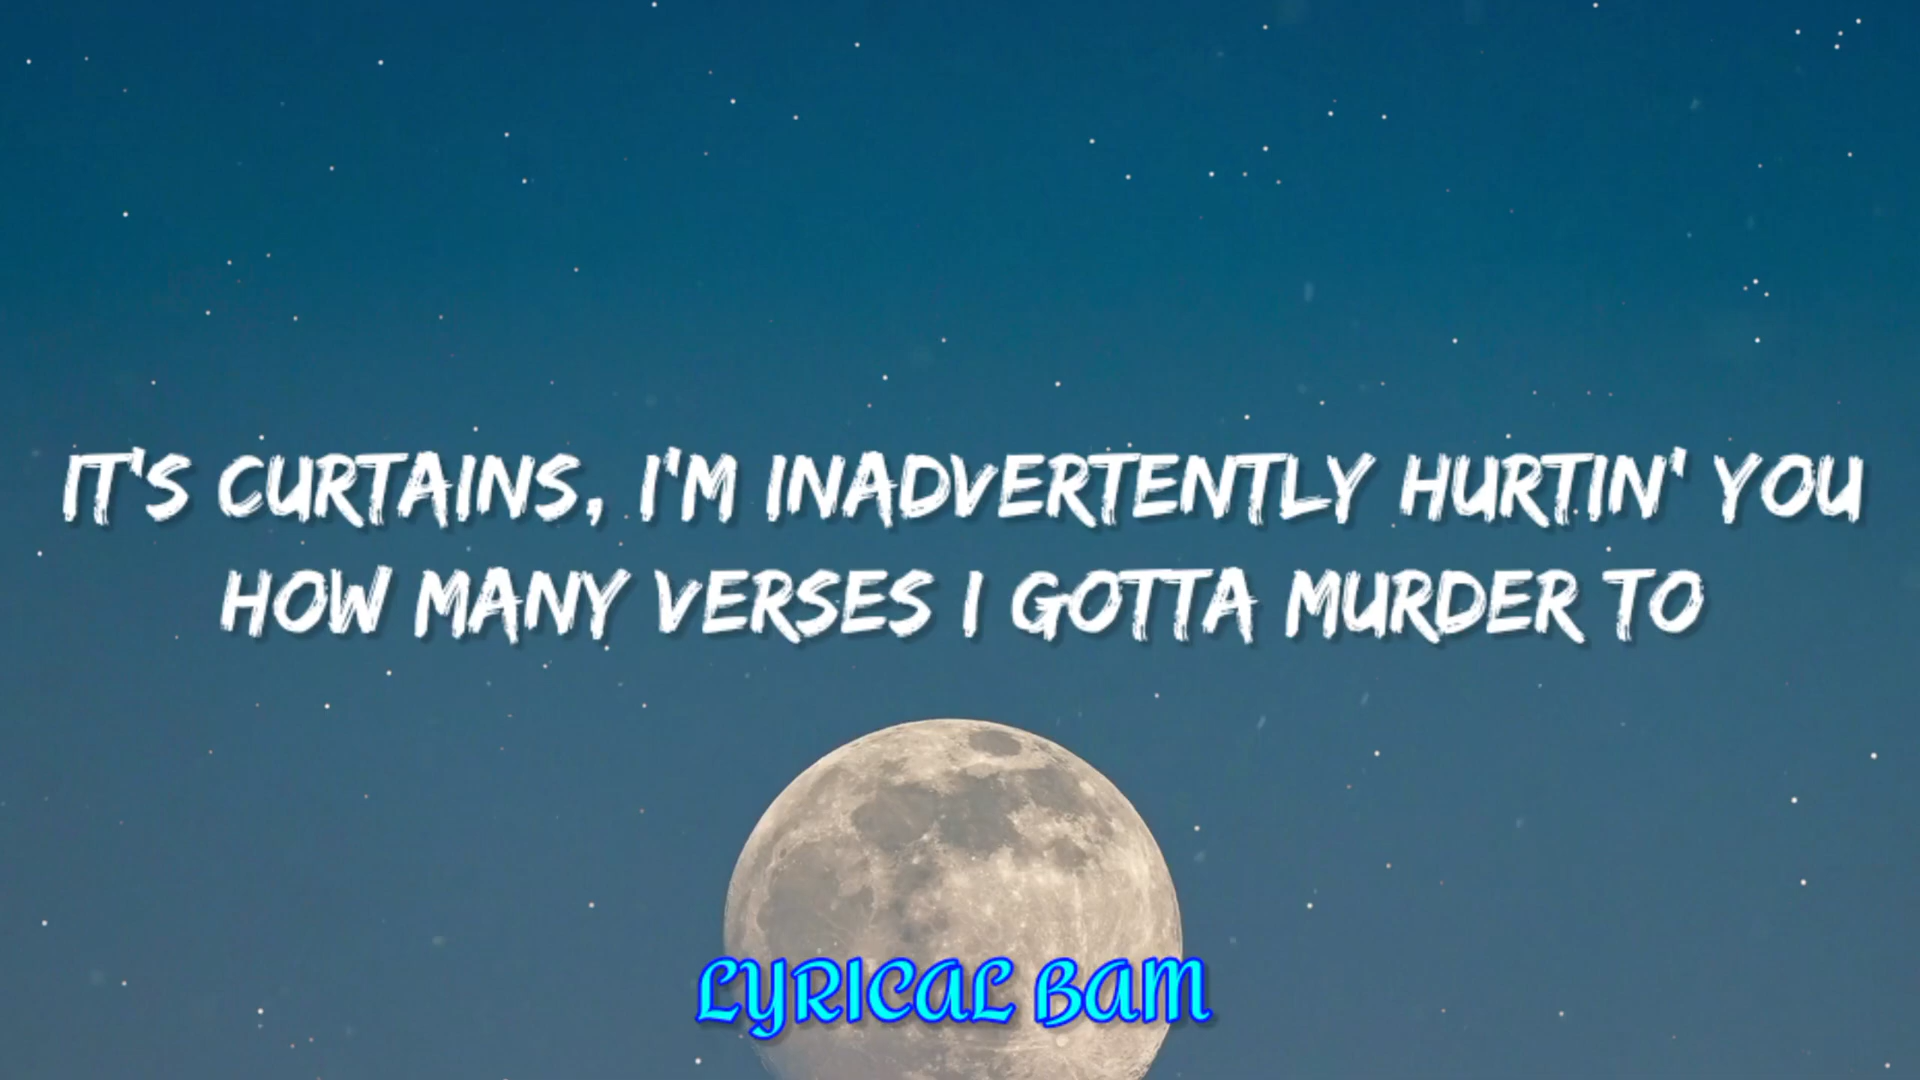 IT'S CURTAINS, I'M INADVERTENTLY HURTIN' YOU
HOW MANY VERSES I GOTTA MURDER TO
LYRICAL BAM